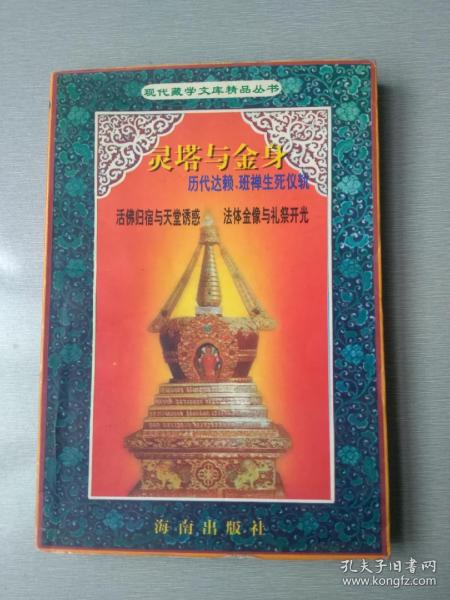 现代藏学文库精品丛书
灵塔与金身
历代达赖、班禅生死仪轨
活佛归宿与天堂诱惑 法体金像与礼祭开光
海南出版社
孔夫子旧书网
www.kongfz.com